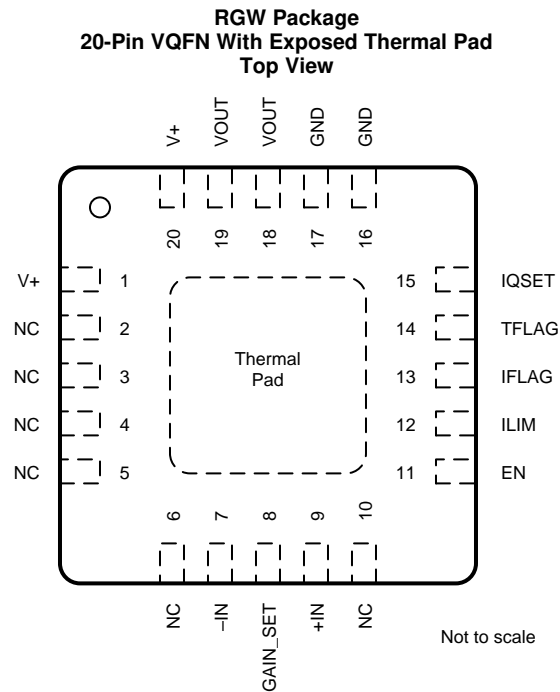 RGW Package
20-Pin VQFN With Exposed Thermal Pad
Top View
V+
VOUT
VOUT
GND
GND
20
19
18
17
16
V+ 1
NC 2
NC 3
NC 4
NC 5
Thermal
Pad
15 IQSET
14 TFLAG
13 IFLAG
12 ILIM
11 EN
6
7
8
9
10
NC
–IN
GAIN_SET
+IN
NC
Not to scale